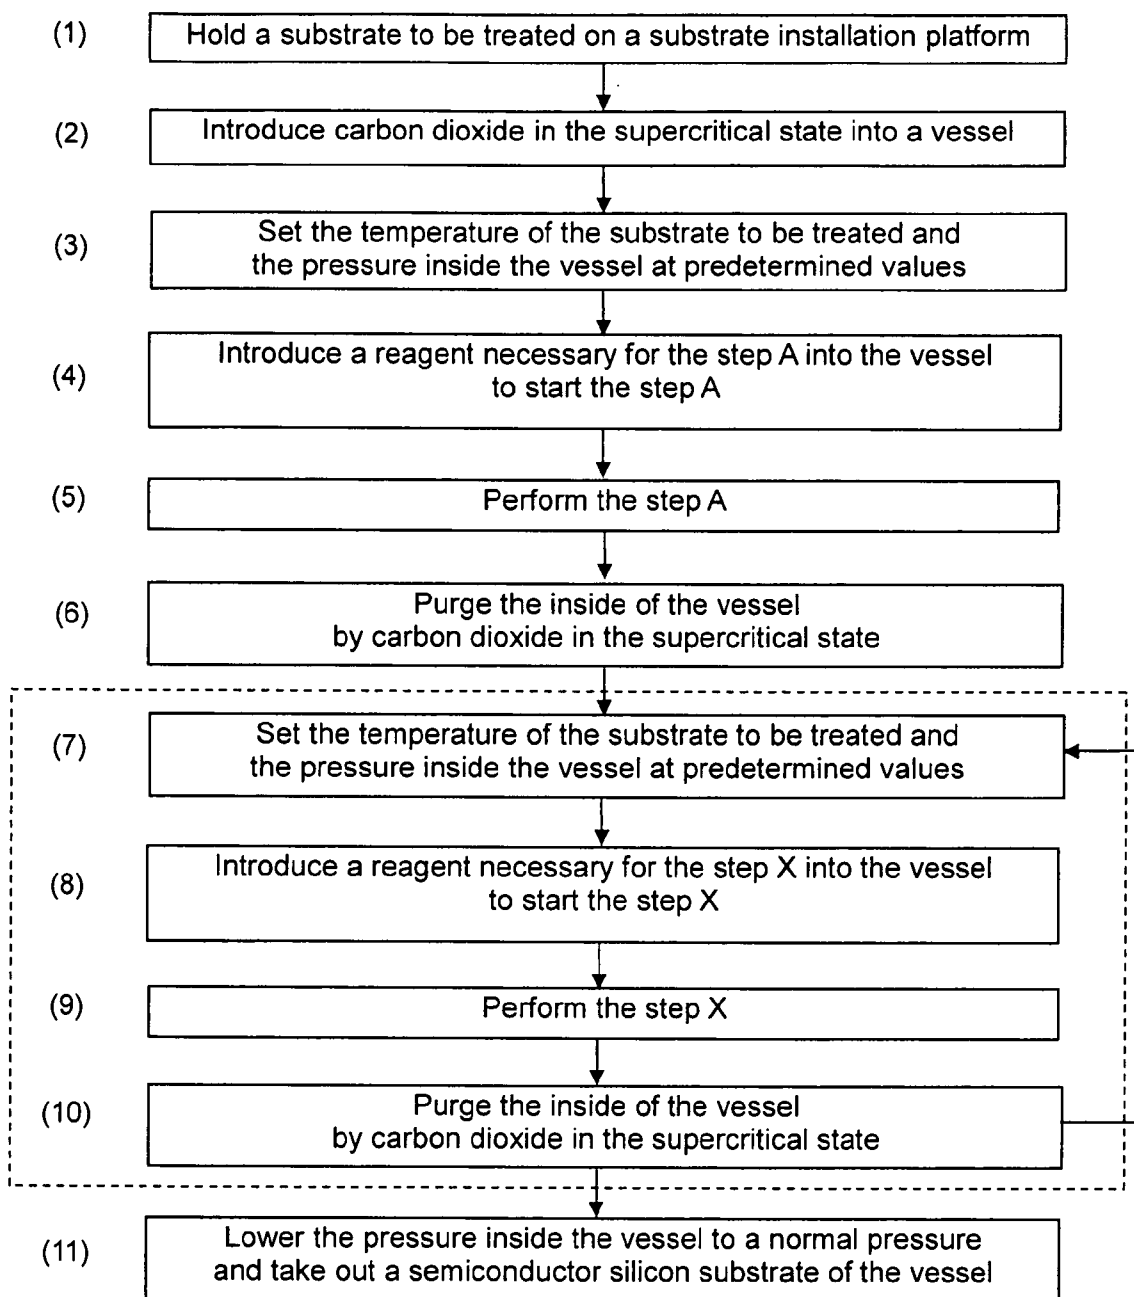 (1)
Hold a substrate to be treated on a substrate installation platform
(2)
Introduce carbon dioxide in the supercritical state into a vessel
(3)
Set the temperature of the substrate to be treated and
the pressure inside the vessel at predetermined values
(4)
Introduce a reagent necessary for the step A into the vessel
to start the step A
(5)
Perform the step A
(6)
Purge the inside of the vessel
by carbon dioxide in the supercritical state
(7)
Set the temperature of the substrate to be treated and
the pressure inside the vessel at predetermined values
(8)
Introduce a reagent necessary for the step X into the vessel
to start the step X
(9)
Perform the step X
(10)
Purge the inside of the vessel
by carbon dioxide in the supercritical state
(11)
Lower the pressure inside the vessel to a normal pressure
and take out a semiconductor silicon substrate of the vessel